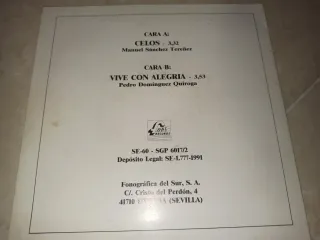 CARA A:
CELOS - 3,32
Manuel Sánchez
CARA B:
VIVE CON ALEGRIA - 3,53
Pedro Domínguez Quiroga
SE-60 - SGP 6017/2
Depósito Legal: SE-1.777-1991
Fonográfica del Sur, S. A.
C/. Cristo del Perdón, 4
41710 (SEVILLA)